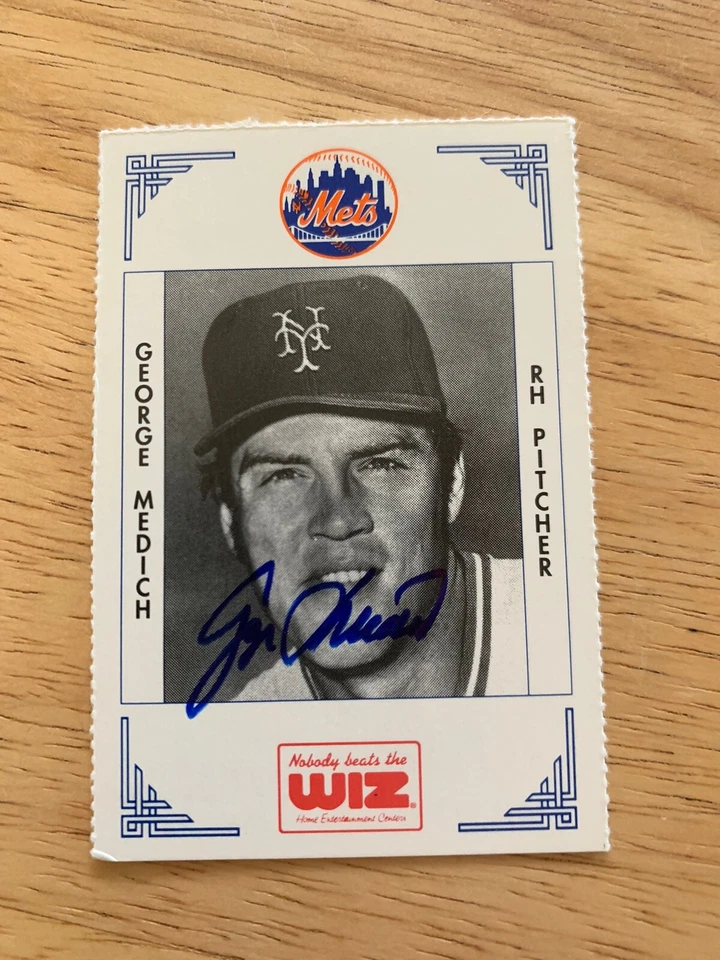 Mets
NY
GEORGE MEDICH
RH PITCHER
Nobody beats the
WIZ®
Home Entertainment Centers